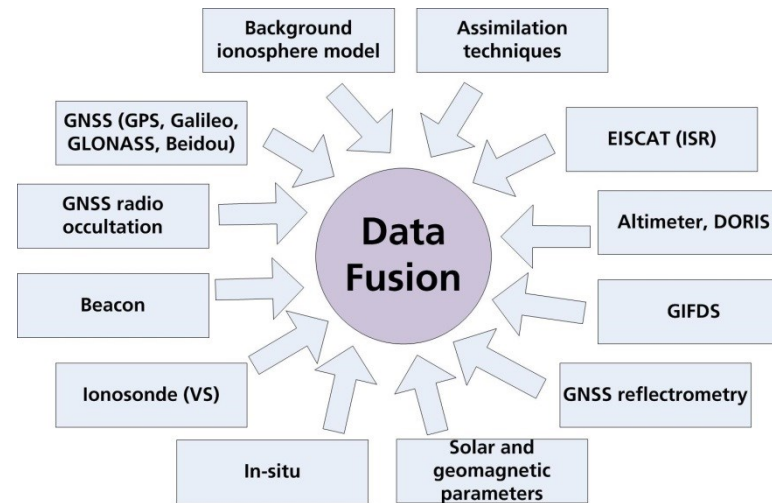 Background
ionosphere model
Assimilation
techniques
GNSS (GPS, Galileo,
GLONASS, Beidou)
EISCAT (ISR)
GNSS radio
occultation
Data
Fusion
Altimeter, DORIS
Beacon
GIFDS
Ionosonde (VS)
GNSS reflectrometry
In-situ
Solar and
geomagnetic
parameters